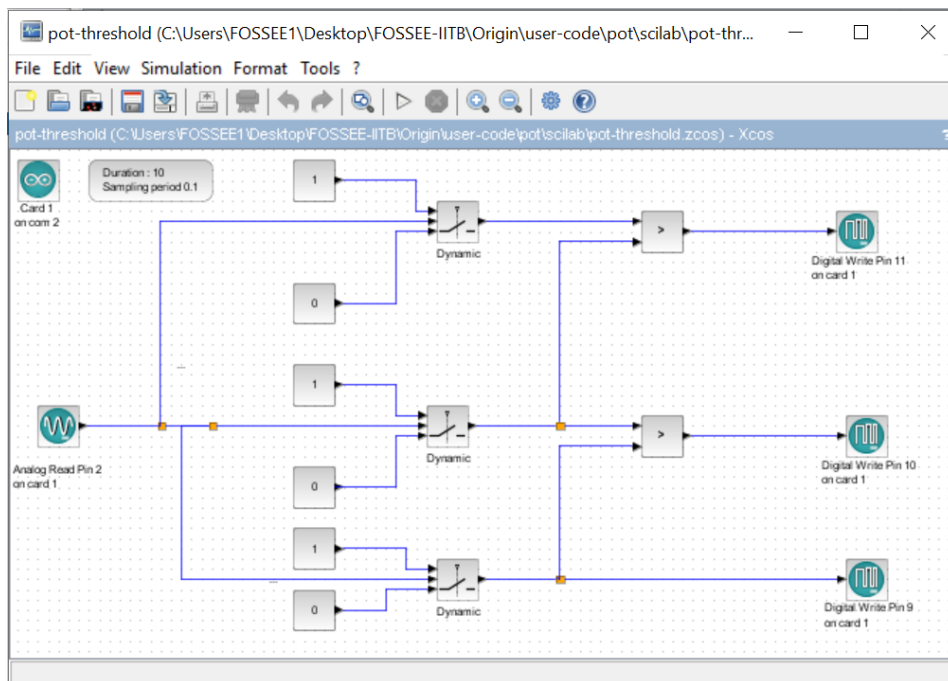 pot-threshold (C:\Users\FOSSEE1\Desktop\FOSSEE-IITB\Origin\user-code\pot\scilab\pot-thr...
File Edit View Simulation Format Tools ?
pot-threshold (C:\Users\FOSSEE1\Desktop\FOSSEE-IITB\Origin\user-code\pot\scilab\pot-threshold.zcos) - Xcos
?
Card 1
on com 2
Duration : 10
Sampling period 0.1
1
Dynamic
0
>
Digital Write Pin 11
on card 1
...
1
Analog Read Pin 2
on card 1
Dynamic
0
>
Digital Write Pin 10
on card 1
1
...
0
Dynamic
Digital Write Pin 9
on card 1